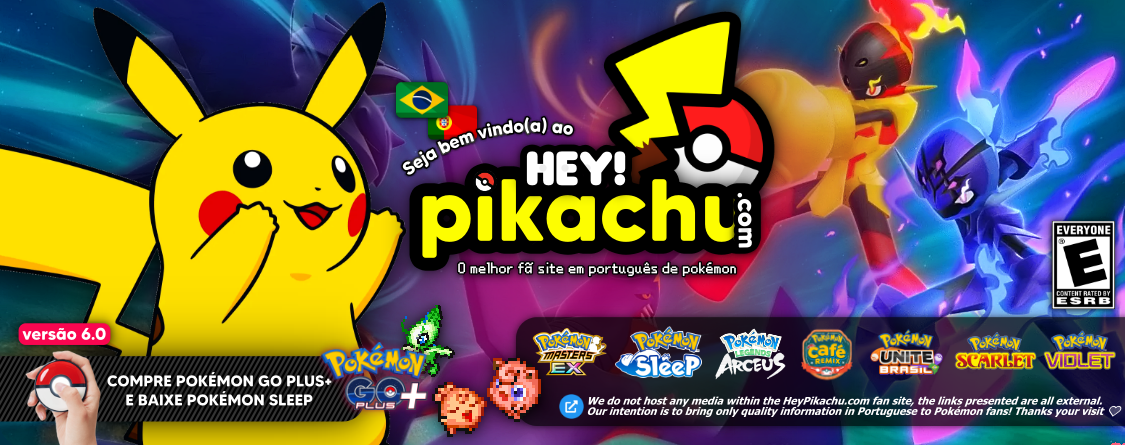 Seja bem vindo(a) ao
HEY!
pikachu
.com
O melhor fã site em português de pokémon
EVERYONE
E
CONTENT RATED BY
ESRB
versão 6.0
COMPRE POKÉMON GO PLUS+
E BAIXE POKÉMON SLEEP
POKÉMON
GO +
PLUS
POKÉMON
MASTERS
EX
POKÉMON
SLeeP
POKÉMON
LEGENDS
ARCEUS
POKÉMON
Café
REMIX
POKÉMON
UNITE
BRASIL
POKÉMON
SCARLET
POKÉMON
VIOLET
We do not host any media within the HeyPikachu.com fan site, the links presented are all external.
Our intention is to bring only quality information in Portuguese to Pokémon fans! Thanks your visit